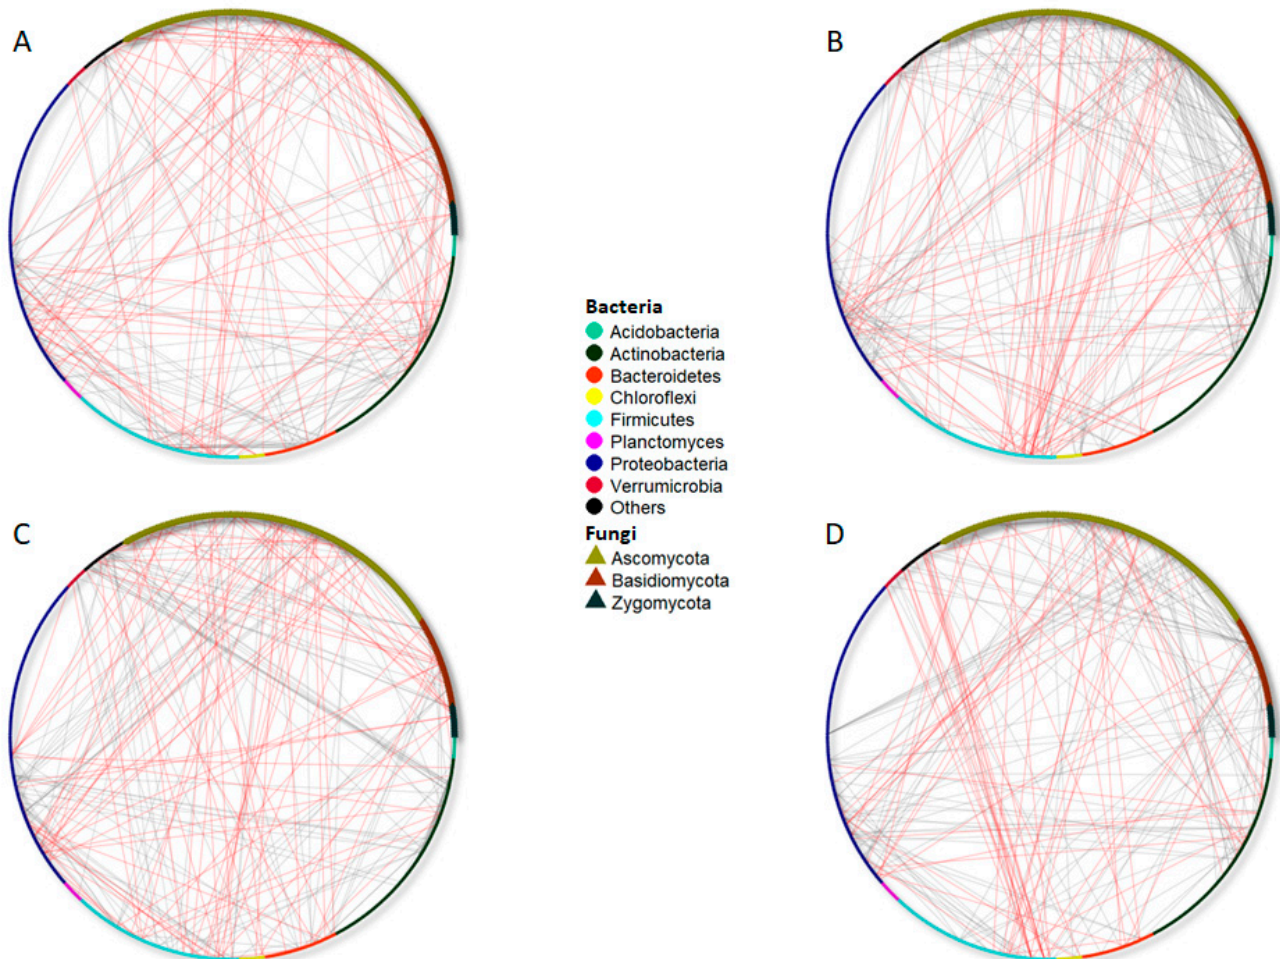 A
B
Bacteria
Acidobacteria
Actinobacteria
Bacteroidetes
Chloroflexi
Firmicutes
Planctomyces
Proteobacteria
Verrumicrobia
Others
Fungi
Ascomycota
Basidiomycota
Zygomycota
C
D